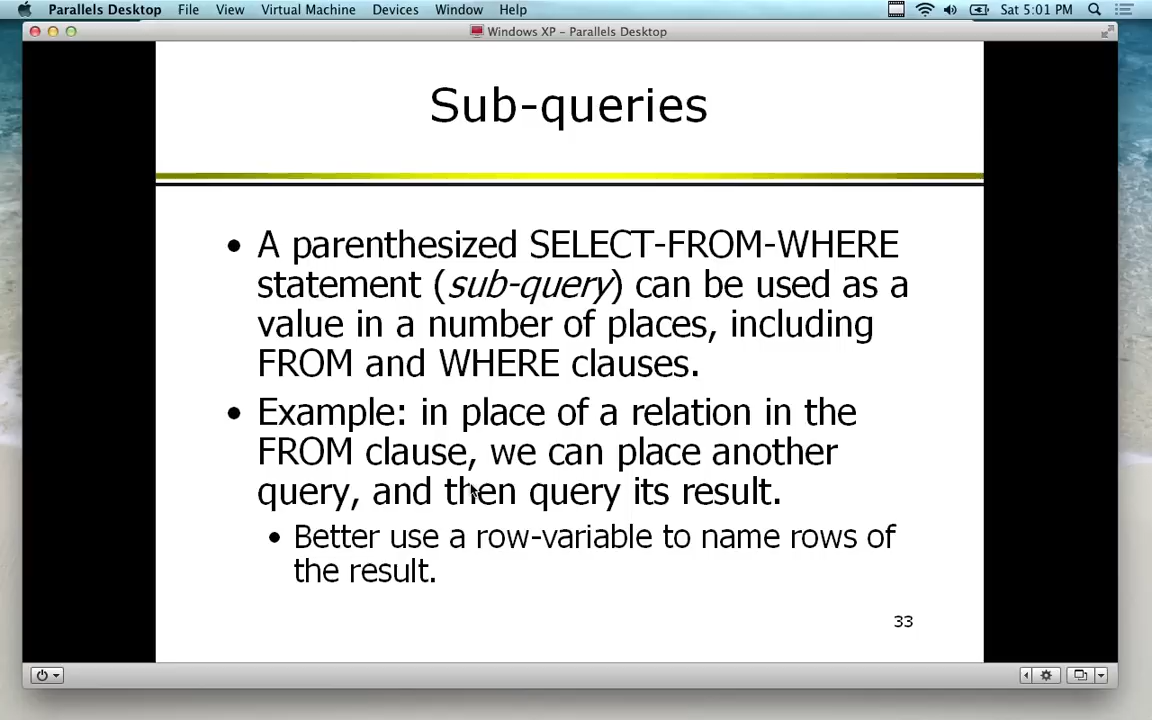 Parallels Desktop File View Virtual Machine Devices Window Help Sat 5:01 PM
Windows XP – Parallels Desktop
Sub-queries
• A parenthesized SELECT-FROM-WHERE
statement (sub-query) can be used as a
value in a number of places, including
FROM and WHERE clauses.
• Example: in place of a relation in the
FROM clause, we can place another
query, and then query its result.
• Better use a row-variable to name rows of
the result.
33